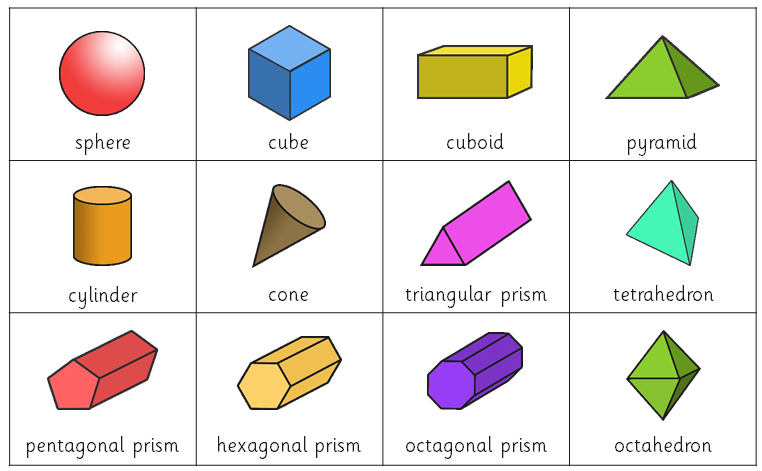 sphere
cube
cuboid
pyramid
cylinder
cone
triangular prism
tetrahedron
pentagonal prism
hexagonal prism
octagonal prism
octahedron